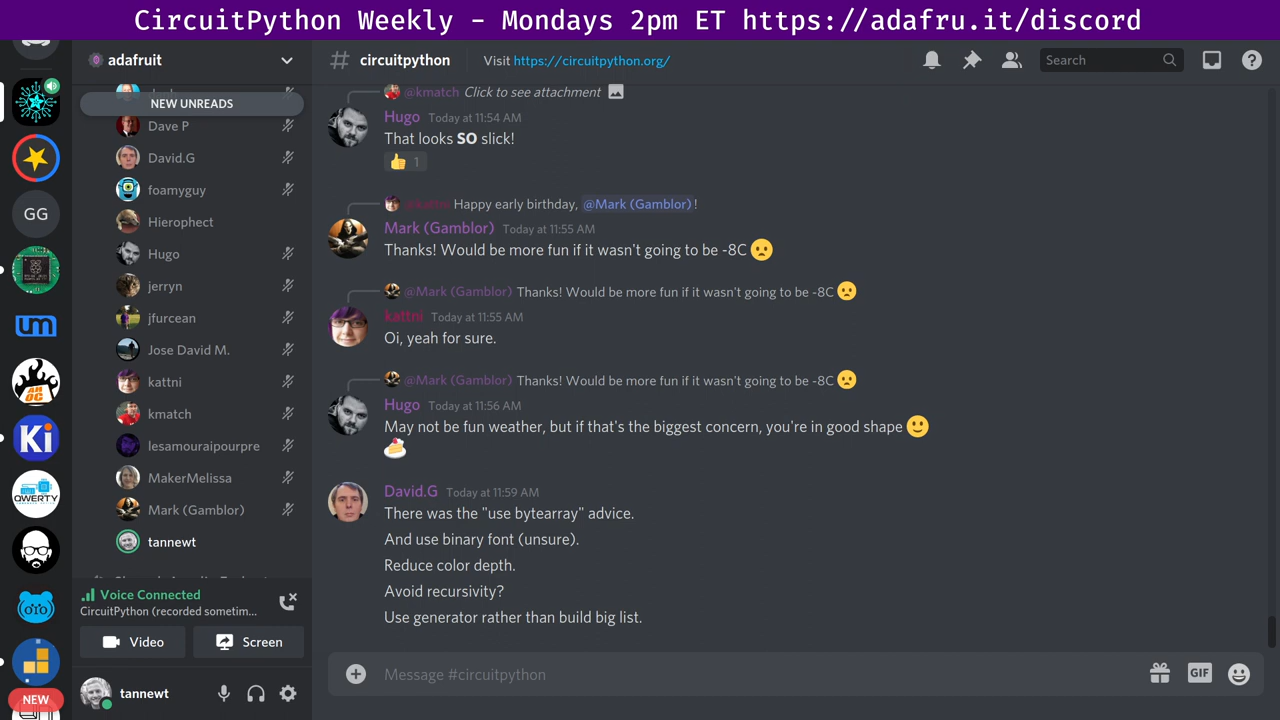 CircuitPython Weekly - Mondays 2pm ET https://adafru.it/discord
adafruit
# circuitpython
Visit https://circuitpython.org/
Search
NEW UNREADS
Dave P
David.G
foamyguy
GG
Hierophect
Hugo
jerryn
jfurcean
Jose David M.
kattni
kmatch
lesamouraipourpre
MakerMelissa
Mark (Gamblor)
tannewt
Voice Connected
CircuitPython (recorded sometim...
Video
Screen
tannewt
NEW
um
AHOC
Ki
QWERTY
@kmatch Click to see attachment
Hugo Today at 11:54 AM
That looks SO slick!
👍 1
@kattni Happy early birthday, @Mark (Gamblor) !
Mark (Gamblor) Today at 11:55 AM
Thanks! Would be more fun if it wasn't going to be -8C 🙁
@Mark (Gamblor) Thanks! Would be more fun if it wasn't going to be -8C 🙁
kattni Today at 11:55 AM
Oi, yeah for sure.
@Mark (Gamblor) Thanks! Would be more fun if it wasn't going to be -8C 🙁
Hugo Today at 11:56 AM
May not be fun weather, but if that's the biggest concern, you're in good shape 🙂
🍰
David.G Today at 11:59 AM
There was the "use bytearray" advice.
And use binary font (unsure).
Reduce color depth.
Avoid recursivity?
Use generator rather than build big list.
Message #circuitpython
GIF